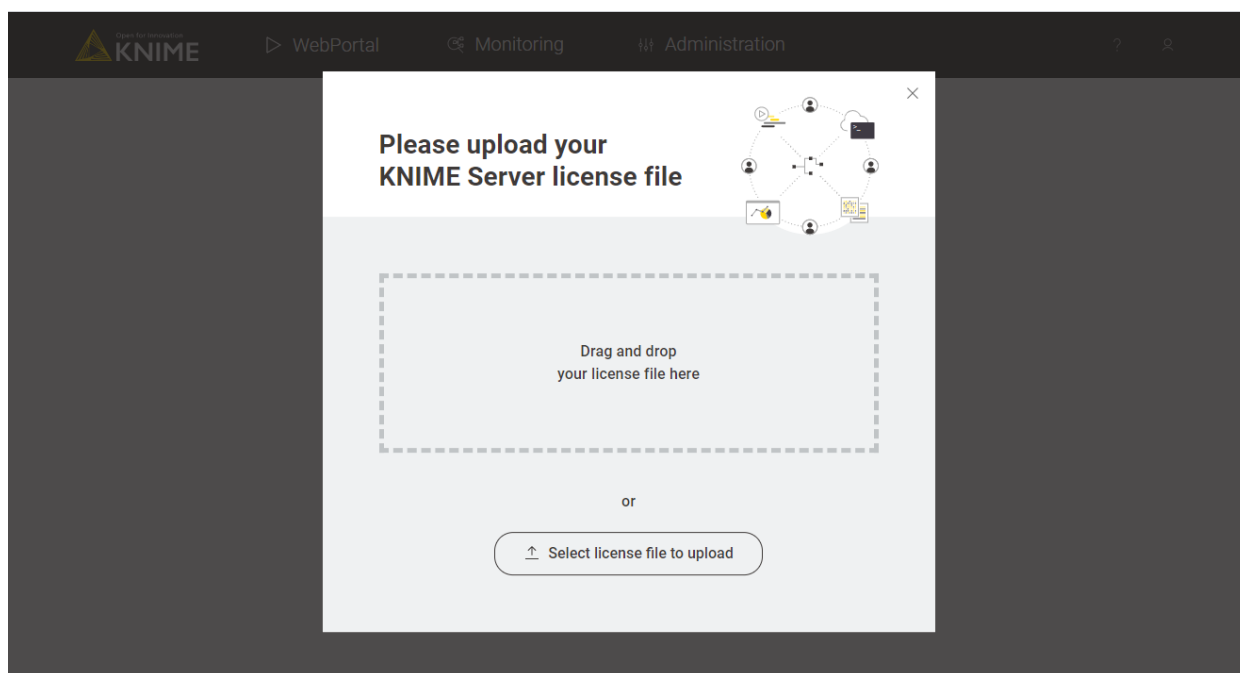 Open for Innovation
KNIME
WebPortal
Monitoring
Administration
?
Please upload your
KNIME Server license file
Drag and drop
your license file here
or
Select license file to upload